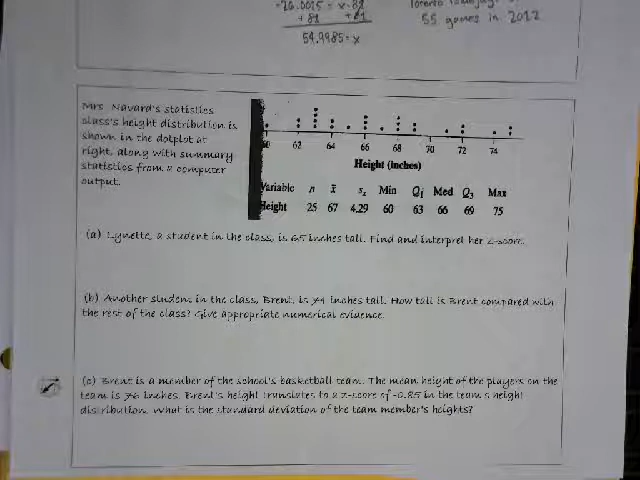 -26.0015 = x-81
+81 +81
54.9985 = x
55 games in 2012
Mrs. Navard's statistics
class's height distribution is
shown in the dotplot at
right, along with summary
statistics from a computer
output.
60 62 64 66 68 70 72 74
Height (inches)
Variable n x̄ sₓ Min Q₁ Med Q₃ Max
Height 25 67 4.29 60 63 66 69 75
(a) Lynette, a student in the class, is 65 inches tall. Find and interpret her z-score.
(b) Another student in the class, Brent, is 74 inches tall. How tall is Brent compared with
the rest of the class? Give appropriate numerical evidence.
(c) Brent is a member of the school's basketball team. The mean height of the players on the
team is 76 inches. Brent's height translates to a z-score of -0.85 in the team's height
distribution. What is the standard deviation of the team member's heights?